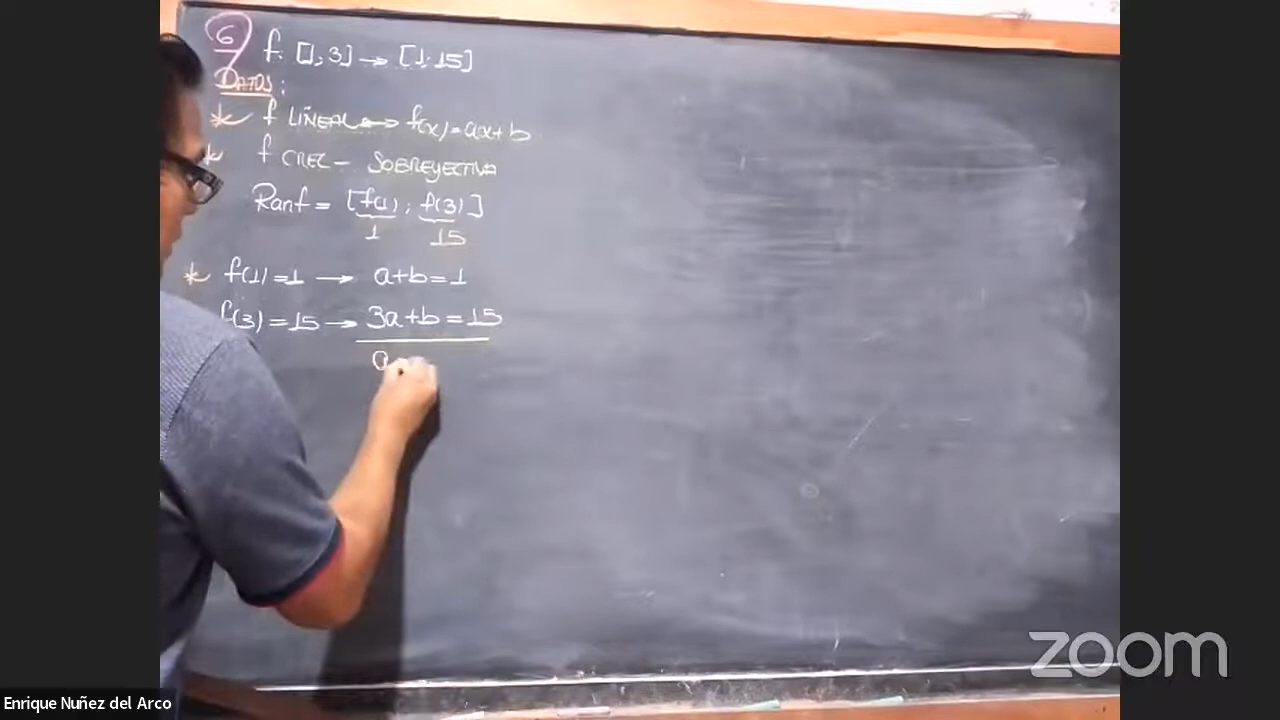 6
f: [1, 3] → [1; 15]
DATOS:
* f LIÑEAL ↔ f(x) = ax+b
* f CREC - SOBREYECTIVA
Ranf = [f(1) ; f(3)]
1 15
* f(1) = 1 → a+b = 1
f(3) = 15 → 3a+b = 15
a
zoom
Enrique Nuñez del Arco